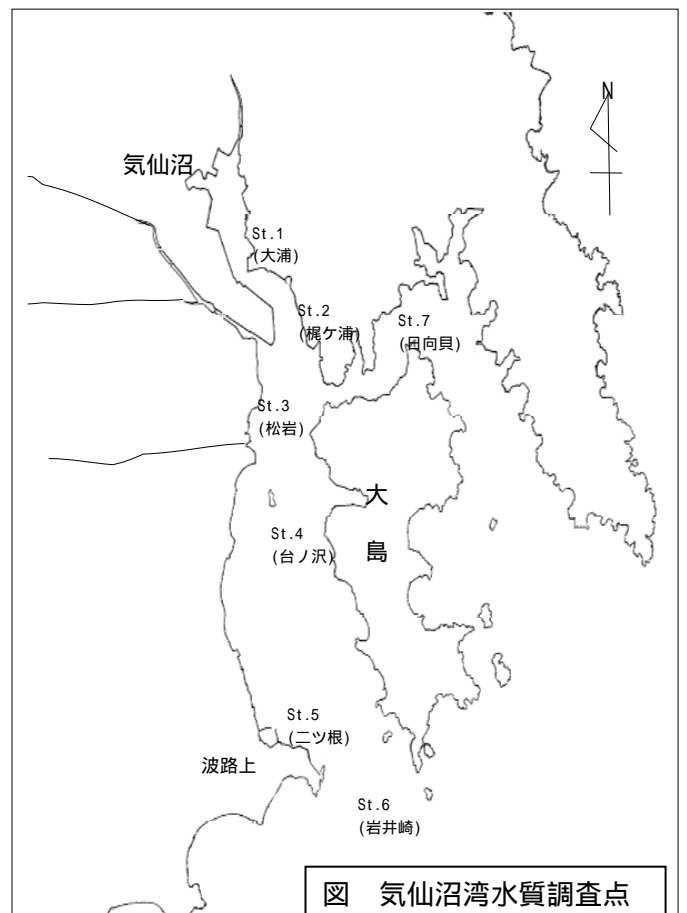 N
気仙沼
St.1
(大浦)
St.2
(梶ケ浦)
St.7
(日向貝)
St.3
(松岩)
大
島
St.4
(台ノ沢)
St.5
(二ツ根)
波路上
St.6
(岩井崎)
図 気仙沼湾水質調査点